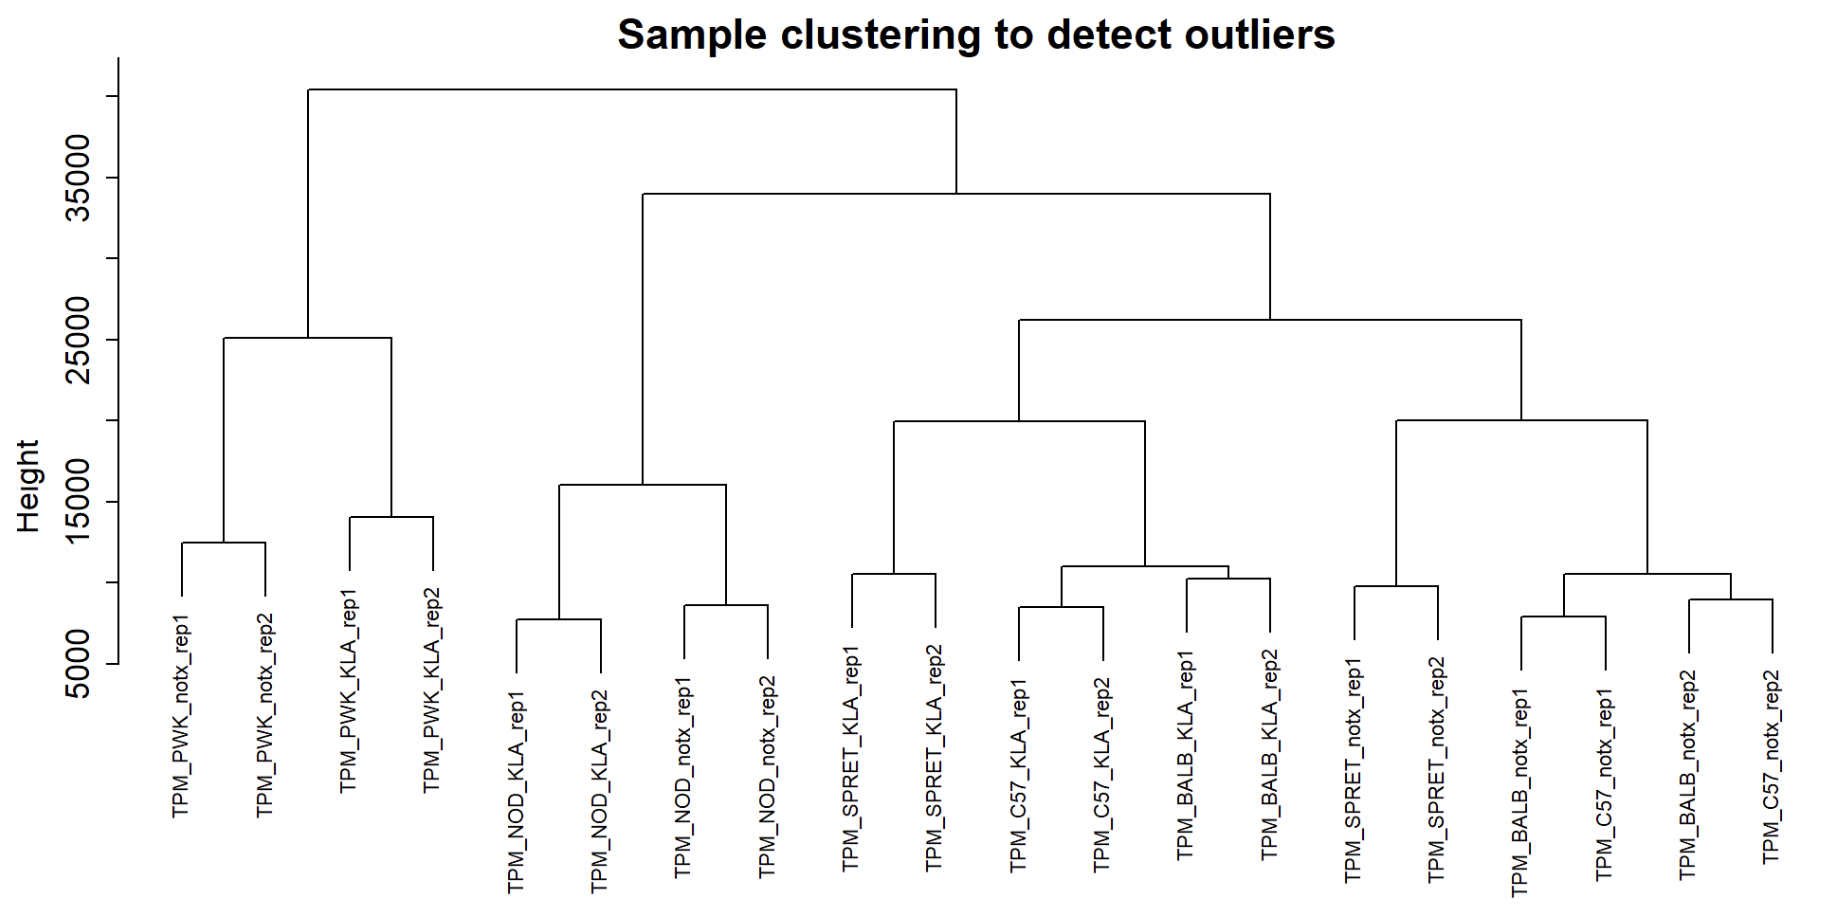 Sample clustering to detect outliers
Height
35000
25000
15000
5000
TPM_PWK_notx_rep1
TPM_PWK_notx_rep2
TPM_PWK_KLA_rep1
TPM_PWK_KLA_rep2
TPM_NOD_KLA_rep1
TPM_NOD_KLA_rep2
TPM_NOD_notx_rep1
TPM_NOD_notx_rep2
TPM_SPRET_KLA_rep1
TPM_SPRET_KLA_rep2
TPM_C57_KLA_rep1
TPM_C57_KLA_rep2
TPM_BALB_KLA_rep1
TPM_BALB_KLA_rep2
TPM_SPRET_notx_rep1
TPM_SPRET_notx_rep2
TPM_BALB_notx_rep1
TPM_C57_notx_rep1
TPM_BALB_notx_rep2
TPM_C57_notx_rep2